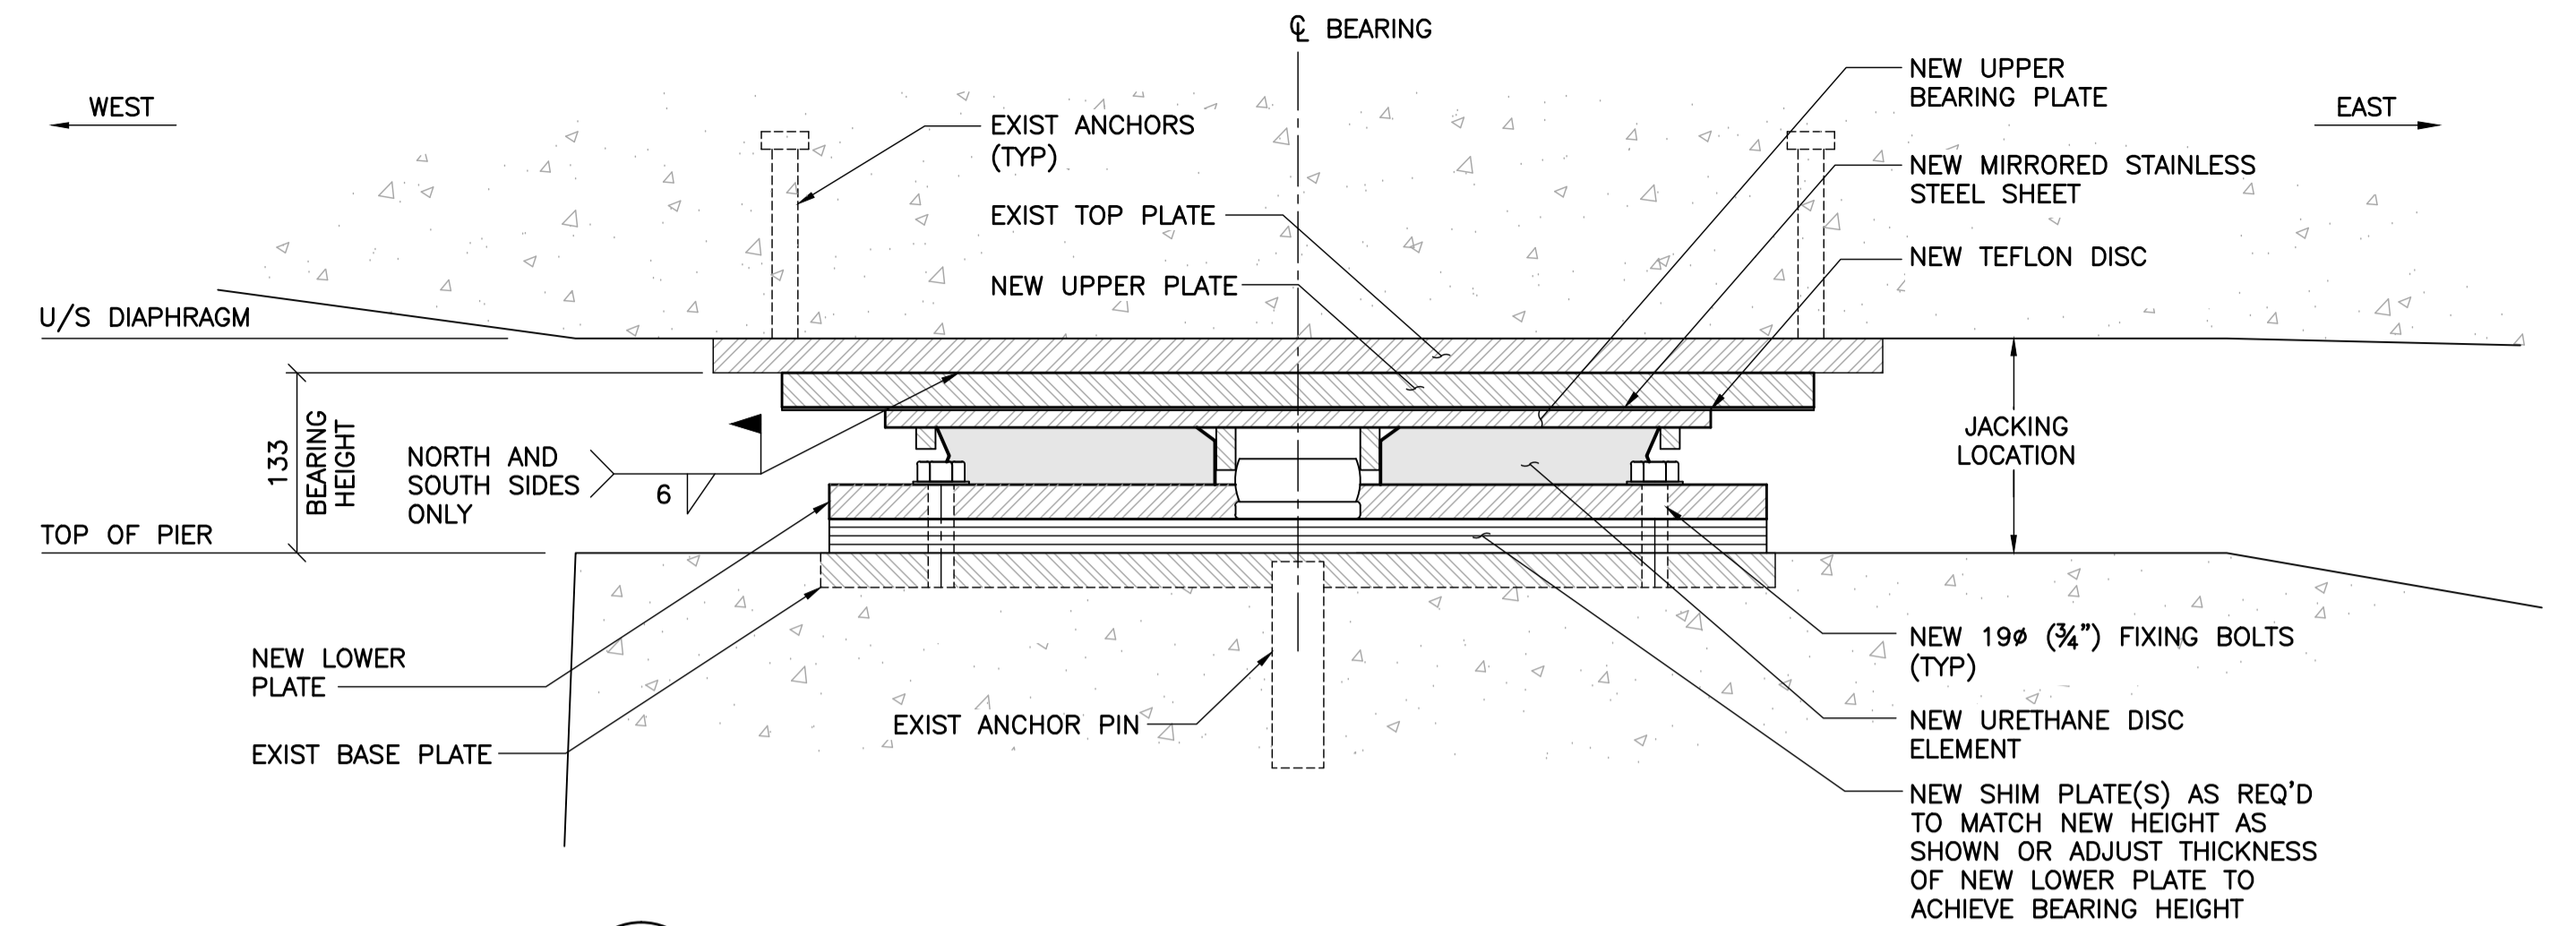 ℄ BEARING
WEST
EAST
EXIST ANCHORS
(TYP)
EXIST TOP PLATE
NEW UPPER PLATE
NEW UPPER
BEARING PLATE
NEW MIRRORED STAINLESS
STEEL SHEET
NEW TEFLON DISC
U/S DIAPHRAGM
133
BEARING
HEIGHT
NORTH AND
SOUTH SIDES
ONLY
6
JACKING
LOCATION
TOP OF PIER
NEW LOWER
PLATE
EXIST BASE PLATE
EXIST ANCHOR PIN
NEW 19ø (¾") FIXING BOLTS
(TYP)
NEW URETHANE DISC
ELEMENT
NEW SHIM PLATE(S) AS REQ'D
TO MATCH NEW HEIGHT AS
SHOWN OR ADJUST THICKNESS
OF NEW LOWER PLATE TO
ACHIEVE BEARING HEIGHT